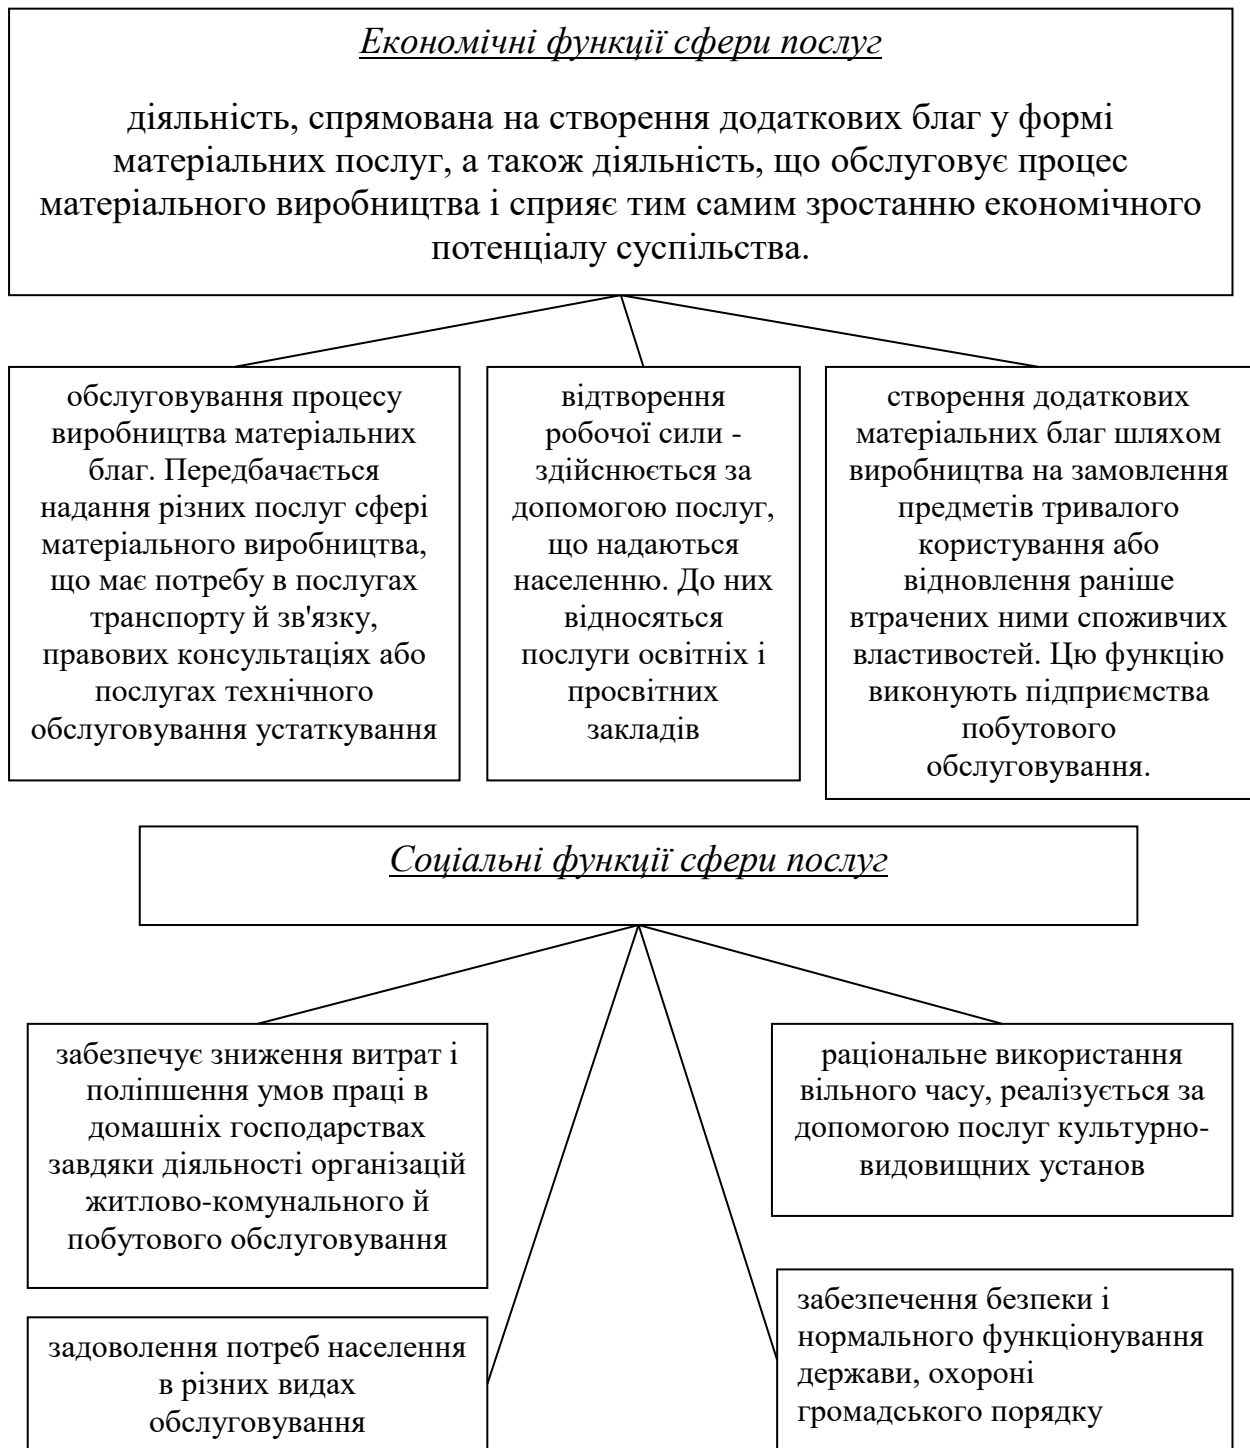 Економічні функції сфери послуг
діяльність, спрямована на створення додаткових благ у формі
матеріальних послуг, а також діяльність, що обслуговує процес
матеріального виробництва і сприяє тим самим зростанню економічного
потенціалу суспільства.
обслуговування процесу
виробництва матеріальних
благ. Передбачається
надання різних послуг сфері
матеріального виробництва,
що має потребу в послугах
транспорту й зв'язку,
правових консультаціях або
послугах технічного
обслуговування устаткування
відтворення
робочої сили -
здійснюється за
допомогою послуг,
що надаються
населенню. До них
відносяться
послуги освітніх і
просвітних
закладів
створення додаткових
матеріальних благ шляхом
виробництва на замовлення
предметів тривалого
користування або
відновлення раніше
втрачених ними споживчих
властивостей. Цю функцію
виконують підприємства
побутового
обслуговування.
Соціальні функції сфери послуг
забезпечує зниження витрат і
поліпшення умов праці в
домашніх господарствах
завдяки діяльності організацій
житлово-комунального й
побутового обслуговування
раціональне використання
вільного часу, реалізується за
допомогою послуг культурно-
видовищних установ
задоволення потреб населення
в різних видах
обслуговування
забезпечення безпеки і
нормального функціонування
держави, охороні
громадського порядку